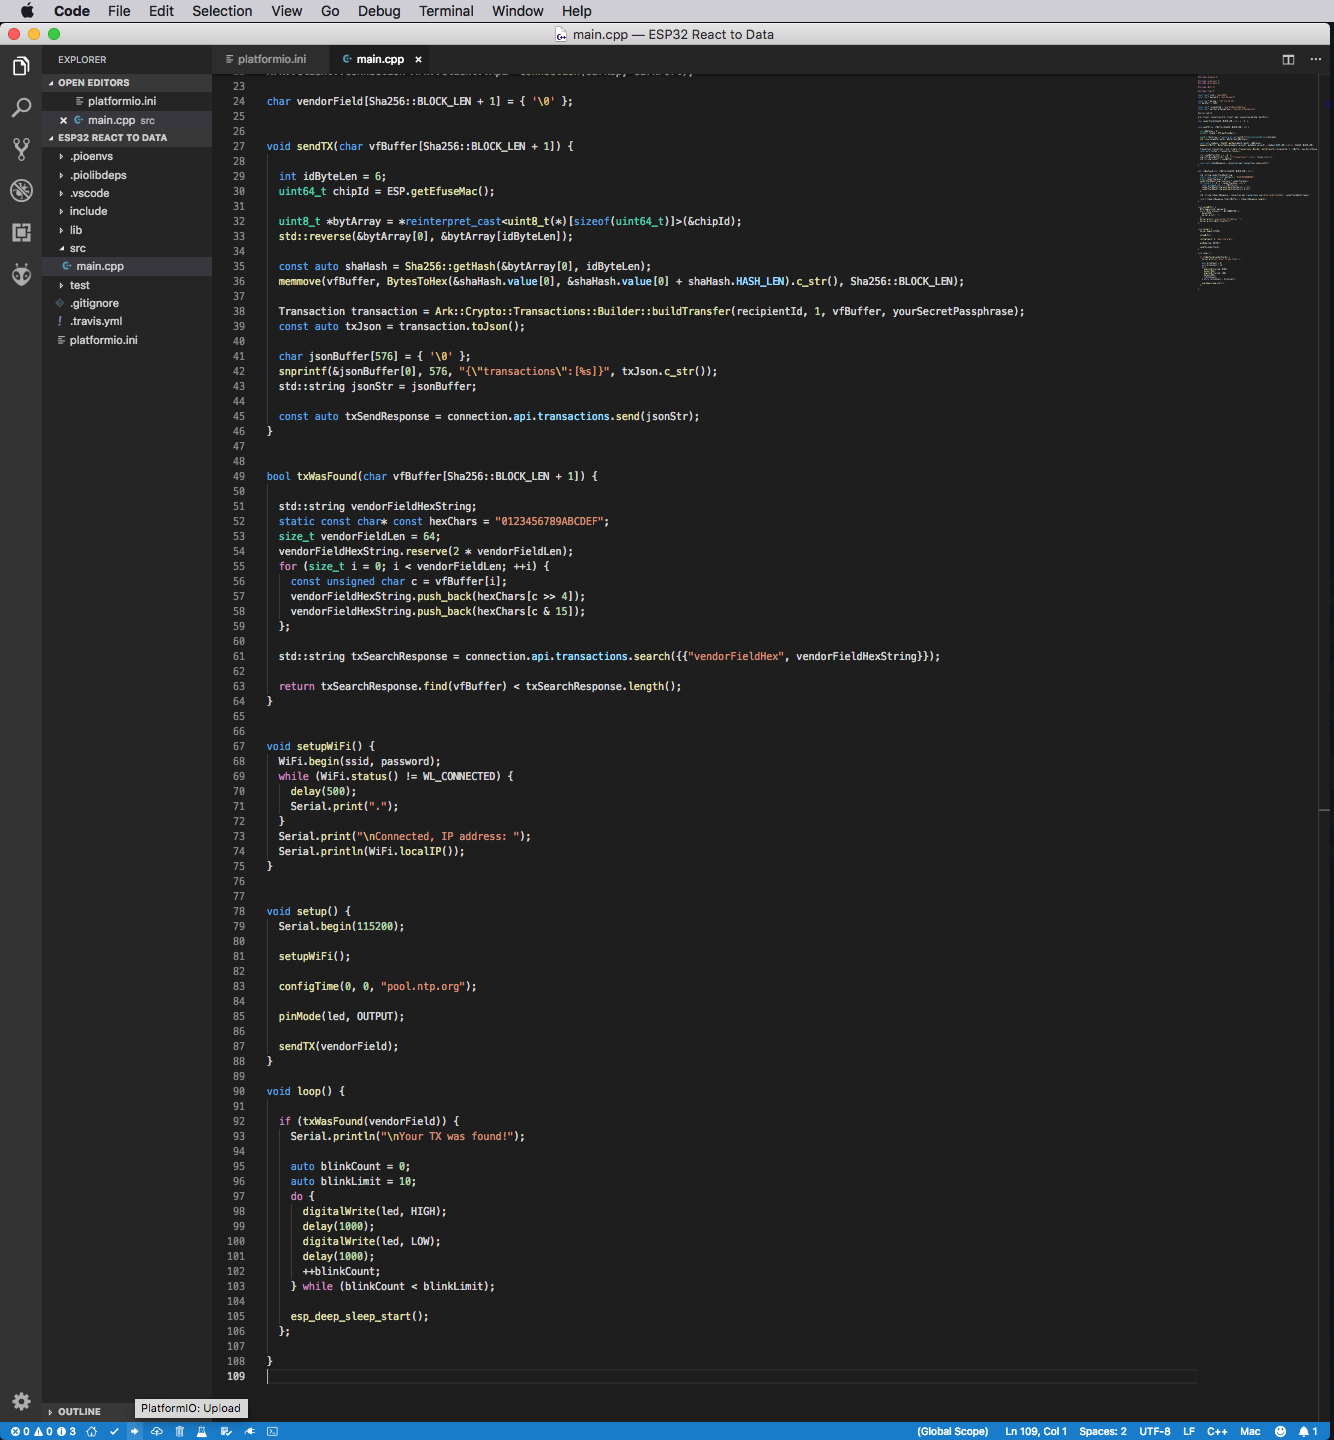 Code File Edit Selection View Go Debug Terminal Window Help
main.cpp — ESP32 React to Data
EXPLORER
OPEN EDITORS
platformio.ini
main.cpp src
ESP32 REACT TO DATA
.pioenvs
.piolibdeps
.vscode
include
lib
src
main.cpp
test
.gitignore
.travis.yml
platformio.ini
OUTLINE
platformio.ini
main.cpp
23
24 char vendorField[Sha256::BLOCK_LEN + 1] = { '\0' };
25
26
27 void sendTX(char vfBuffer[Sha256::BLOCK_LEN + 1]) {
28
29 int idByteLen = 6;
30 uint64_t chipId = ESP.getEfuseMac();
31
32 uint8_t *bytArray = *reinterpret_cast<uint8_t(*)[sizeof(uint64_t)]>(&chipId);
33 std::reverse(&bytArray[0], &bytArray[idByteLen]);
34
35 const auto shaHash = Sha256::getHash(&bytArray[0], idByteLen);
36 memmove(vfBuffer, BytesToHex(&shaHash.value[0], &shaHash.value[0] + shaHash.HASH_LEN).c_str(), Sha256::BLOCK_LEN);
37
38 Transaction transaction = Ark::Crypto::Transactions::Builder::buildTransfer(recipientId, 1, vfBuffer, yourSecretPassphrase);
39 const auto txJson = transaction.toJson();
40
41 char jsonBuffer[576] = { '\0' };
42 snprintf(&jsonBuffer[0], 576, "{\"transactions\":[%s]}", txJson.c_str());
43 std::string jsonStr = jsonBuffer;
44
45 const auto txSendResponse = connection.api.transactions.send(jsonStr);
46 }
47
48
49 bool txWasFound(char vfBuffer[Sha256::BLOCK_LEN + 1]) {
50
51 std::string vendorFieldHexString;
52 static const char* const hexChars = "0123456789ABCDEF";
53 size_t vendorFieldLen = 64;
54 vendorFieldHexString.reserve(2 * vendorFieldLen);
55 for (size_t i = 0; i < vendorFieldLen; ++i) {
56 const unsigned char c = vfBuffer[i];
57 vendorFieldHexString.push_back(hexChars[c >> 4]);
58 vendorFieldHexString.push_back(hexChars[c & 15]);
59 };
60
61 std::string txSearchResponse = connection.api.transactions.search({{"vendorFieldHex", vendorFieldHexString}});
62
63 return txSearchResponse.find(vfBuffer) < txSearchResponse.length();
64 }
65
66
67 void setupWiFi() {
68 WiFi.begin(ssid, password);
69 while (WiFi.status() != WL_CONNECTED) {
70 delay(500);
71 Serial.print(".");
72 }
73 Serial.print("\nConnected, IP address: ");
74 Serial.println(WiFi.localIP());
75 }
76
77
78 void setup() {
79 Serial.begin(115200);
80
81 setupWiFi();
82
83 configTime(0, 0, "pool.ntp.org");
84
85 pinMode(led, OUTPUT);
86
87 sendTX(vendorField);
88 }
89
90 void loop() {
91
92 if (txWasFound(vendorField)) {
93 Serial.println("\nYour TX was found!");
94
95 auto blinkCount = 0;
96 auto blinkLimit = 10;
97 do {
98 digitalWrite(led, HIGH);
99 delay(1000);
100 digitalWrite(led, LOW);
101 delay(1000);
102 ++blinkCount;
103 } while (blinkCount < blinkLimit);
104
105 esp_deep_sleep_start();
106 };
107
108 }
109
PlatformIO: Upload
0 0 3 (Global Scope) Ln 109, Col 1 Spaces: 2 UTF-8 LF C++ Mac 1